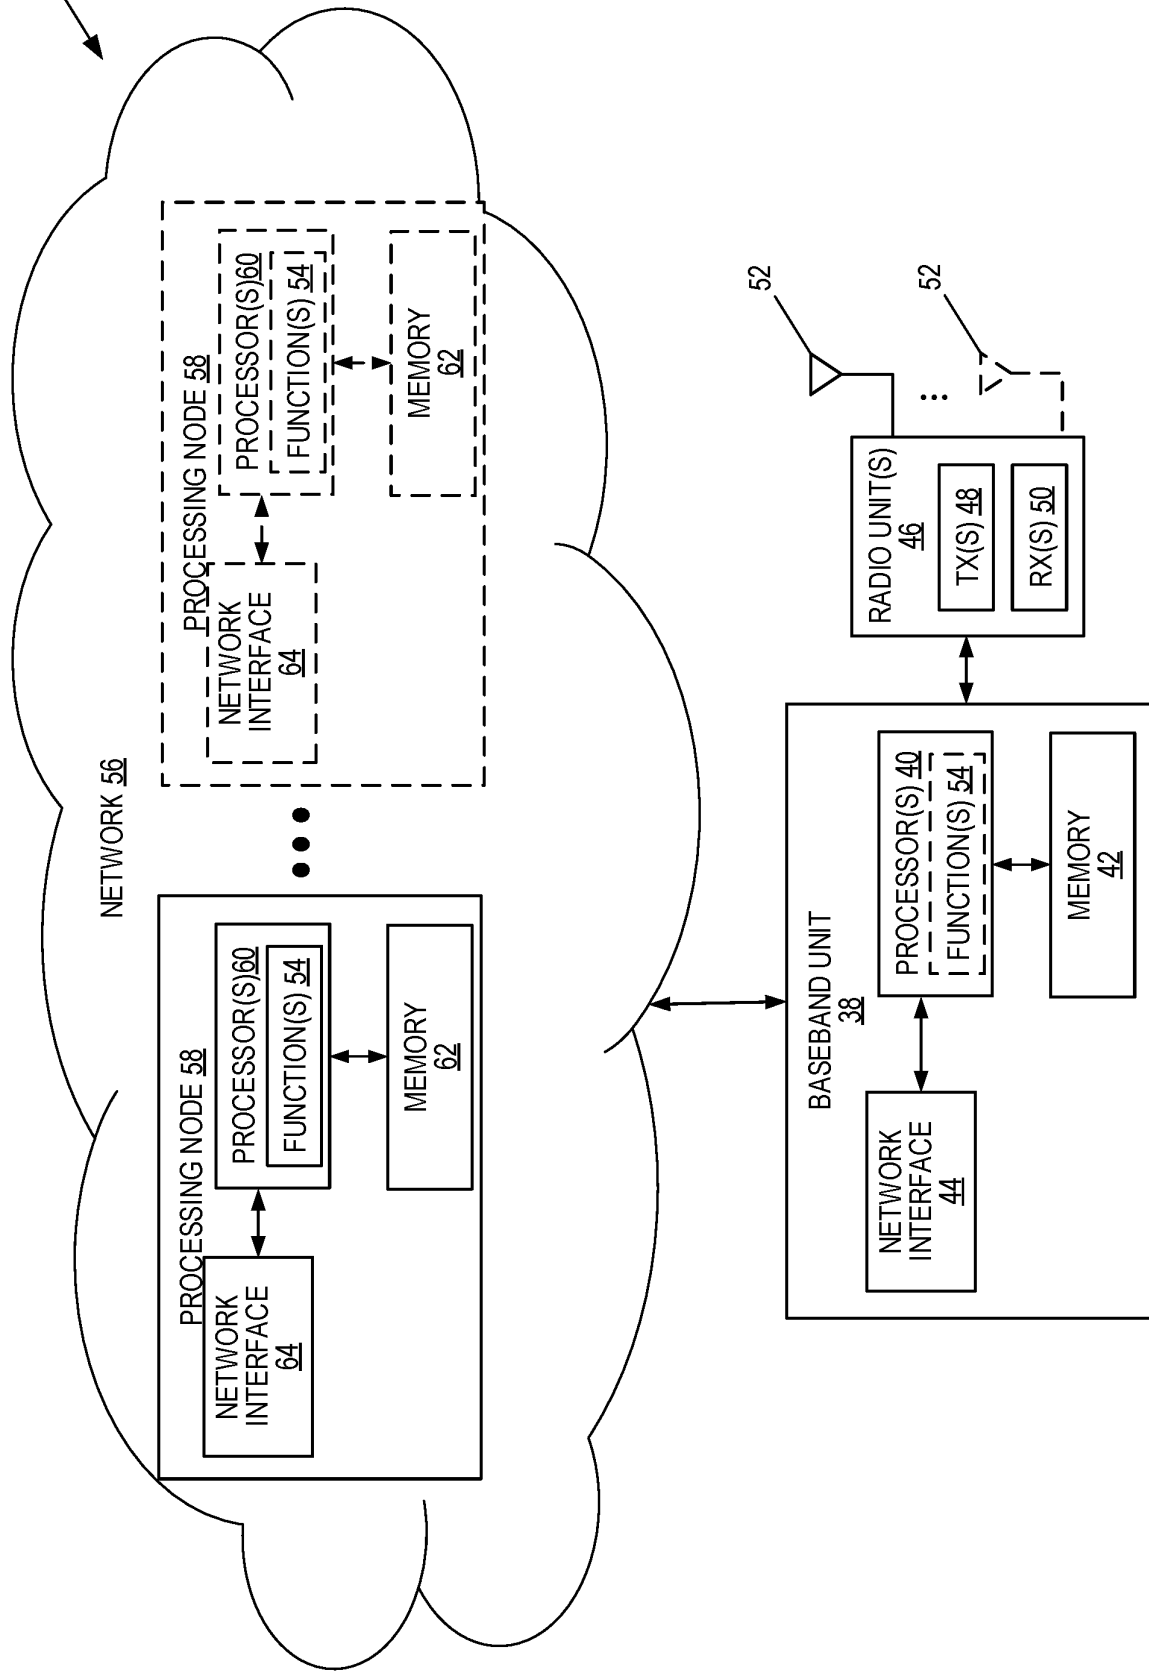 NETWORK 56
PROCESSING NODE 58
PROCESSOR(S)60
FUNCTION(S) 54
NETWORK
INTERFACE
64
MEMORY
62
PROCESSING NODE 58
PROCESSOR(S)60
FUNCTION(S) 54
NETWORK
INTERFACE
64
MEMORY
62
BASEBAND UNIT
38
PROCESSOR(S) 40
FUNCTION(S) 54
NETWORK
INTERFACE
44
MEMORY
42
RADIO UNIT(S)
46
TX(S) 48
RX(S) 50
52
52